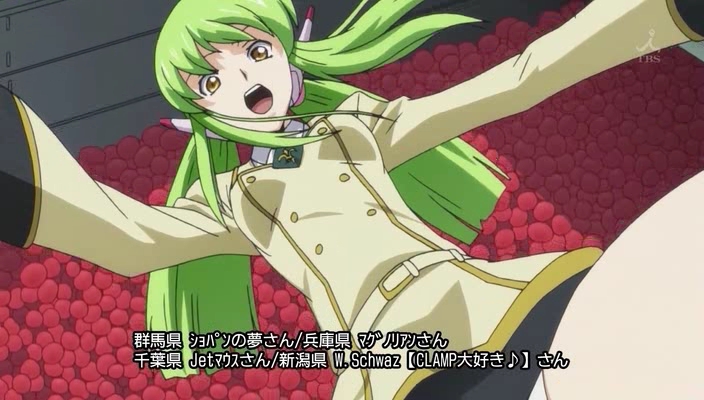 TBS
群馬県 ｼｮﾊﾟﾝの夢さん/兵庫県 ﾏｸﾞﾉﾘｱﾝさん
千葉県 Jetﾏｳｽさん/新潟県 W.Schwaz【CLAMP大好き♪】さん